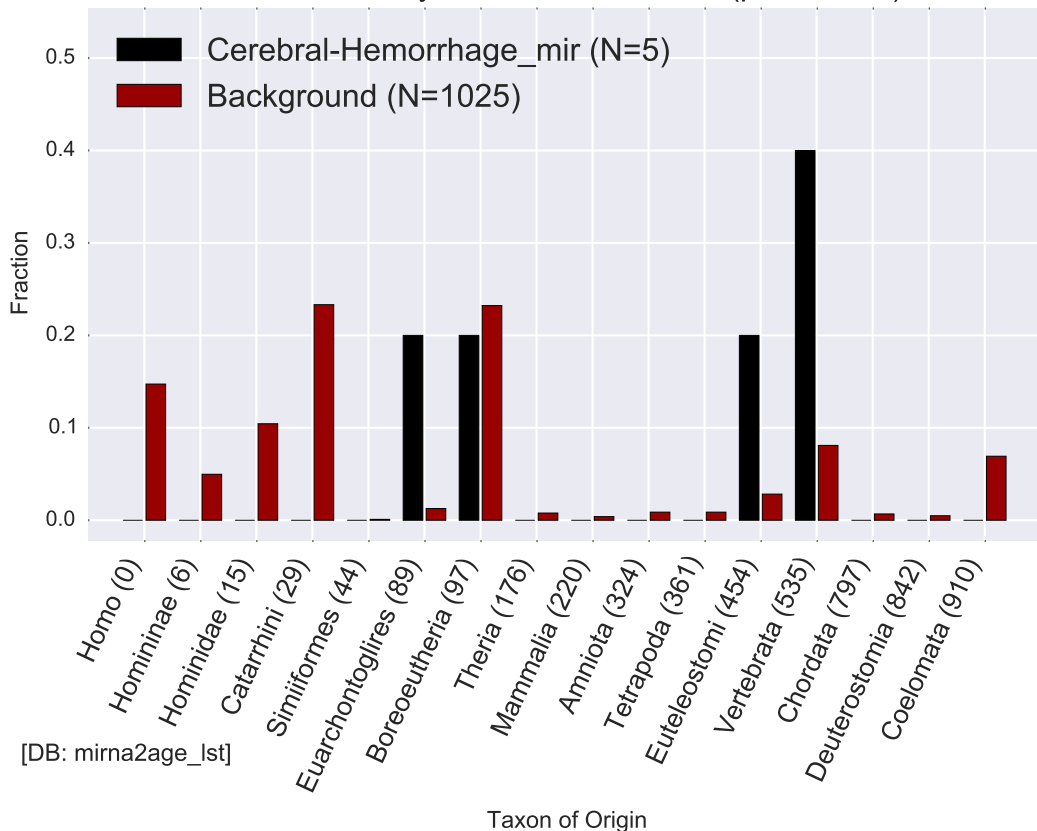 Cerebral-Hemorrhage_mir (N=5)
Background (N=1025)
0.5
0.4
0.3
0.2
0.1
0.0
Fraction
Homo (0)
Homininae (6)
Hominidae (15)
Catarrhini (29)
Simiiformes (44)
Euarchontoglires (89)
Boreoeutheria (97)
Theria (176)
Mammalia (220)
Amniota (324)
Tetrapoda (361)
Euteleostomi (454)
Vertebrata (535)
Chordata (797)
Deuterostomia (842)
Coelomata (910)
[DB: mirna2age_lst]
Taxon of Origin